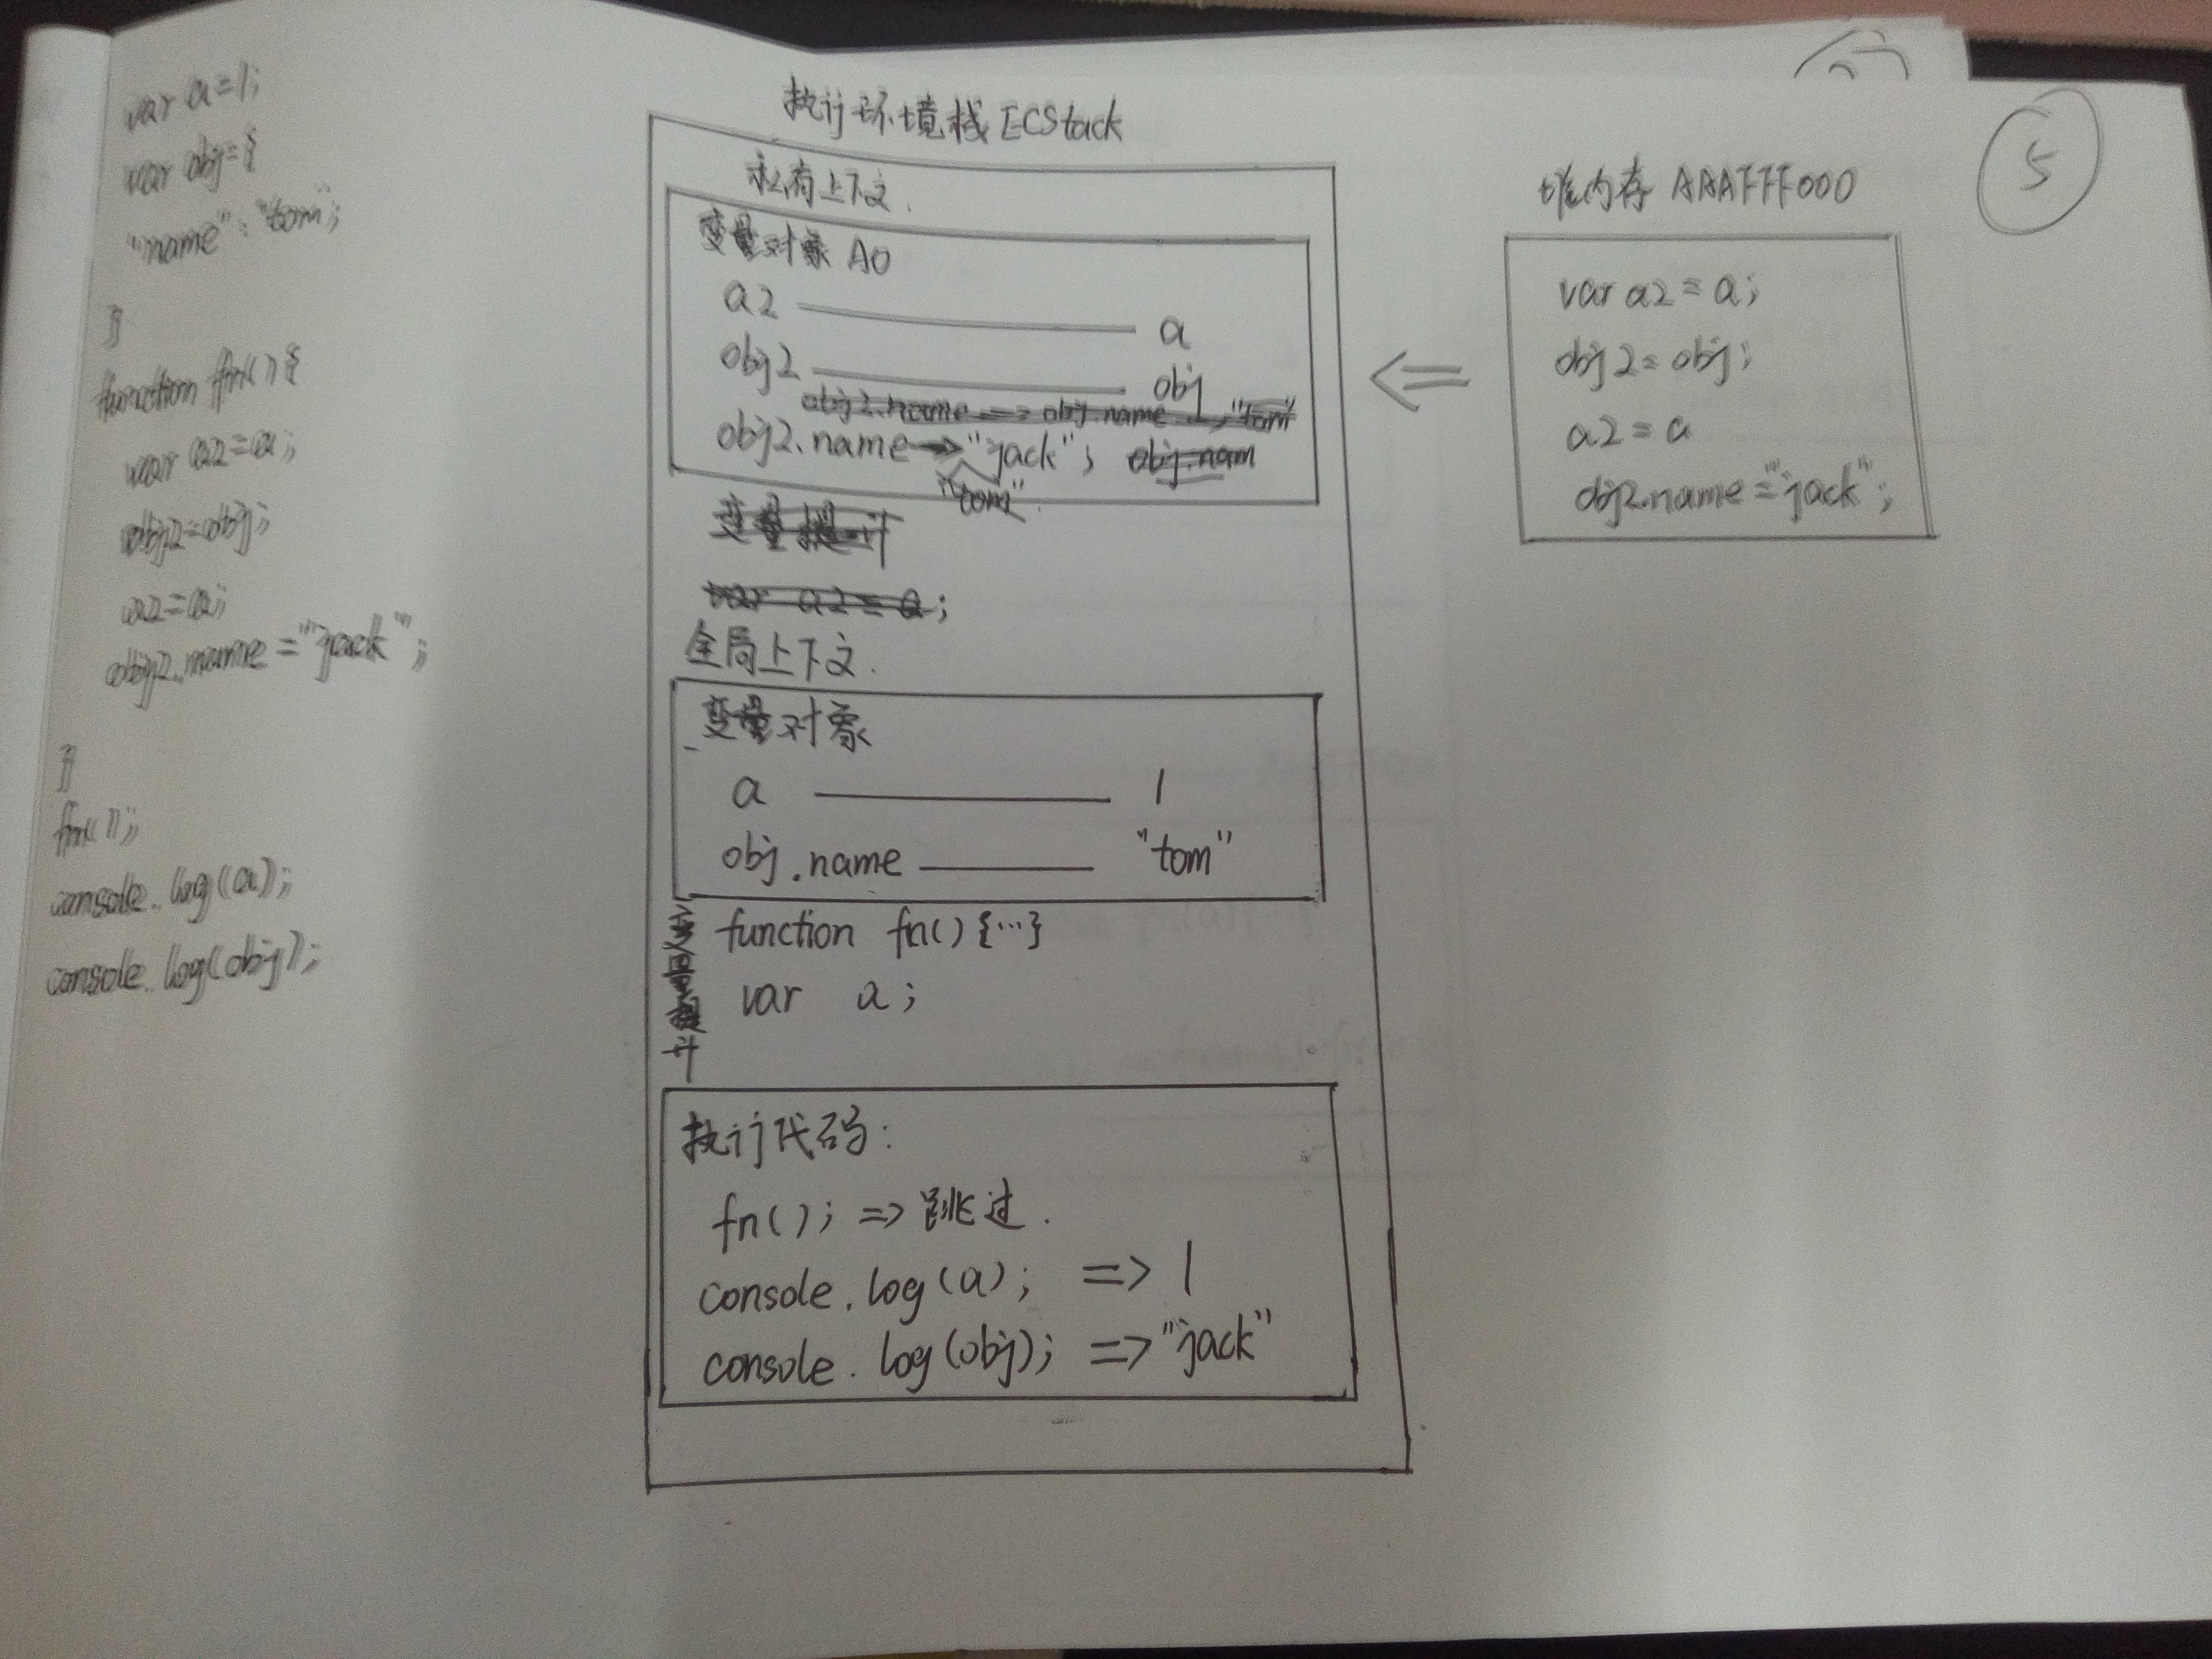 var a=1;
var obj={
"name":"tom";
}
function fn(){
var a2=a;
obj2=obj;
a2=a;
obj2.name="jack";
}
fn();
console.log(a);
console.log(obj);
执行环境栈 ECStack
私有上下文.
变量对象 AO
a2 a
obj2 obj
obj2.name => obj.name => "tom"
obj2.name → "jack"; obj.nam
"tom"
变量提升
var a2=a;
全局上下文.
变量对象
a 1
obj.name "tom"
function fn(){...}
var a;
执行代码:
fn(); => 跳过.
console.log(a); => 1
console.log(obj); => "jack"
堆内存 AAAFFF000
var a2=a;
obj2=obj;
a2=a
obj2.name="jack";
5